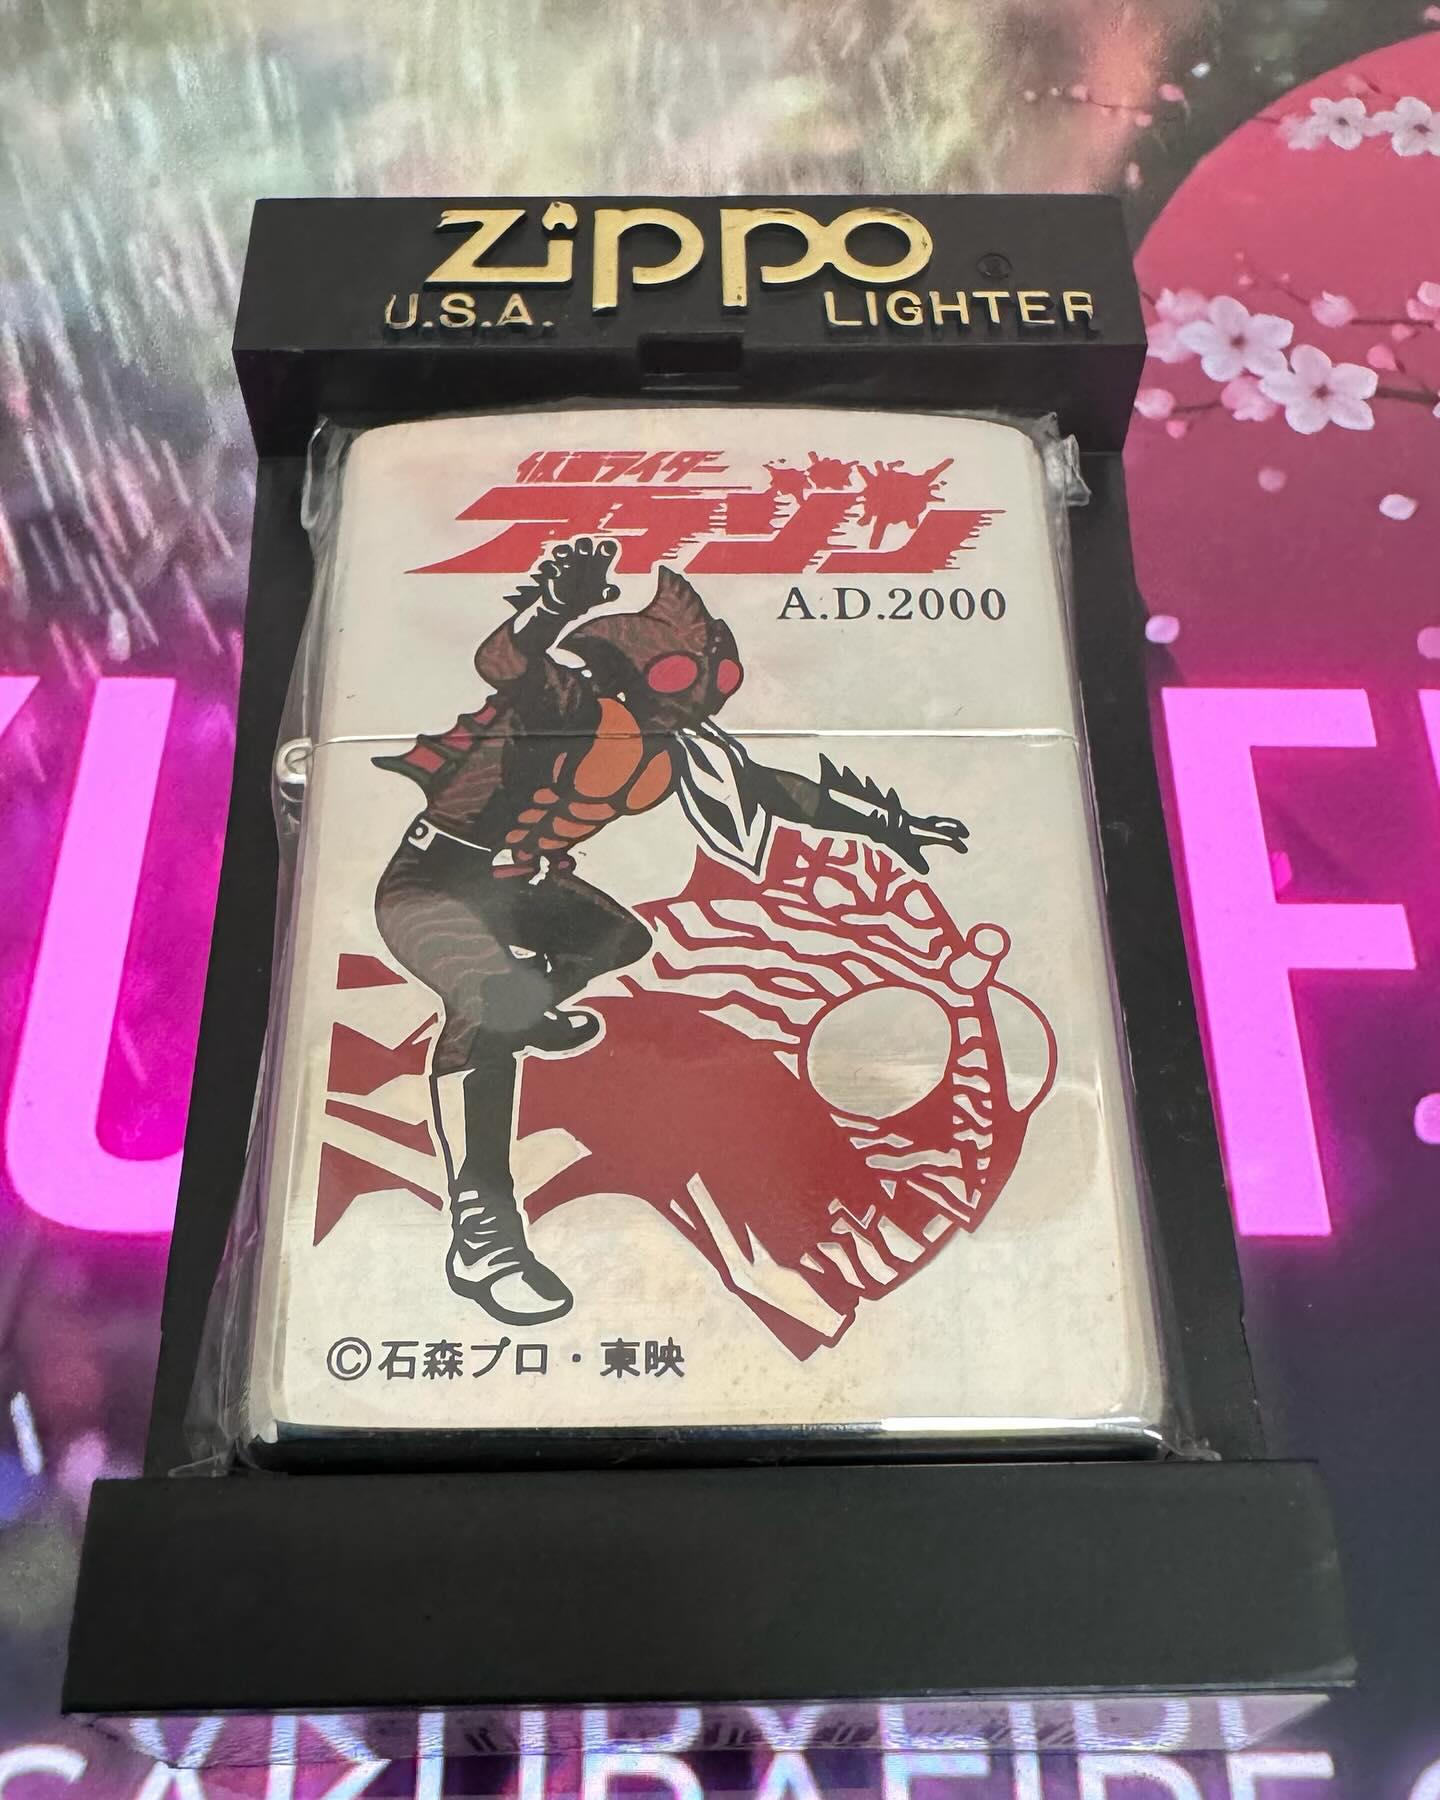 zippo ®
U.S.A. LIGHTER
仮面ライダー
アマゾン
A.D.2000
©石森プロ・東映